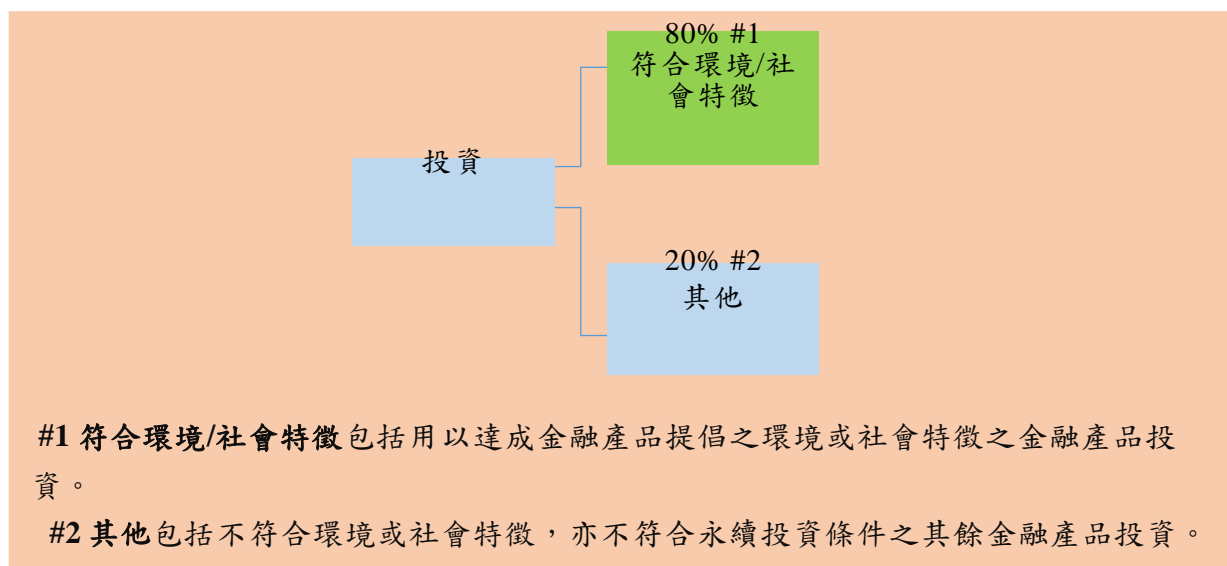 80% #1
符合環境/社
會特徵
投資
20% #2
其他
#1 符合環境/社會特徵包括用以達成金融產品提倡之環境或社會特徵之金融產品投
資。
#2 其他包括不符合環境或社會特徵，亦不符合永續投資條件之其餘金融產品投資。